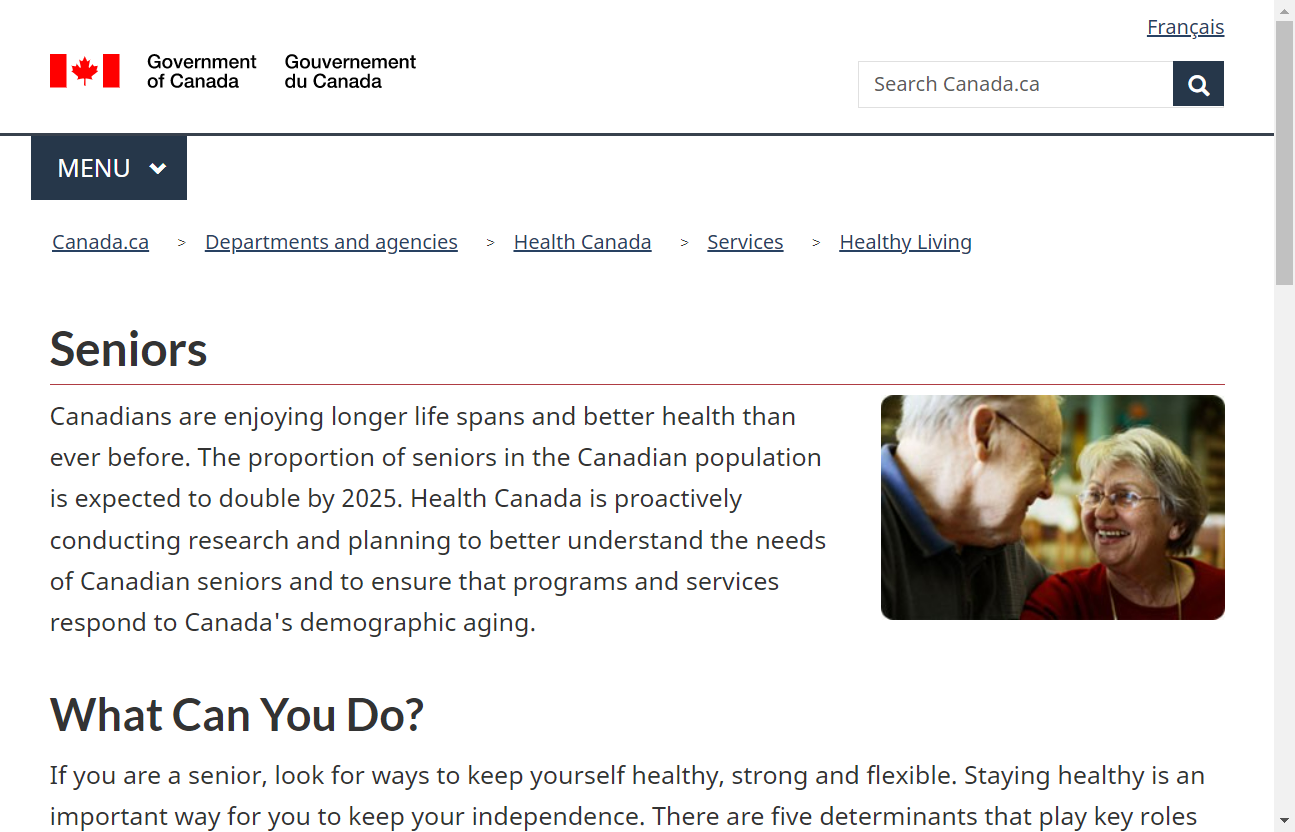 Français
Government
of Canada
Gouvernement
du Canada
Search Canada.ca
MENU
Canada.ca > Departments and agencies > Health Canada > Services > Healthy Living
Seniors
Canadians are enjoying longer life spans and better health than
ever before. The proportion of seniors in the Canadian population
is expected to double by 2025. Health Canada is proactively
conducting research and planning to better understand the needs
of Canadian seniors and to ensure that programs and services
respond to Canada's demographic aging.
What Can You Do?
If you are a senior, look for ways to keep yourself healthy, strong and flexible. Staying healthy is an
important way for you to keep your independence. There are five determinants that play key roles